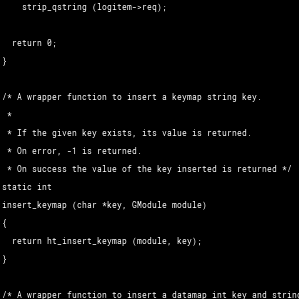 strip_qstring (logitem->req);
return 0;
}
/* A wrapper function to insert a keymap string key.
*
* If the given key exists, its value is returned.
* On error, -1 is returned.
* On success the value of the key inserted is returned */
static int
insert_keymap (char *key, GModule module)
{
return ht_insert_keymap (module, key);
}
/* A wrapper function to insert a datamap int key and string